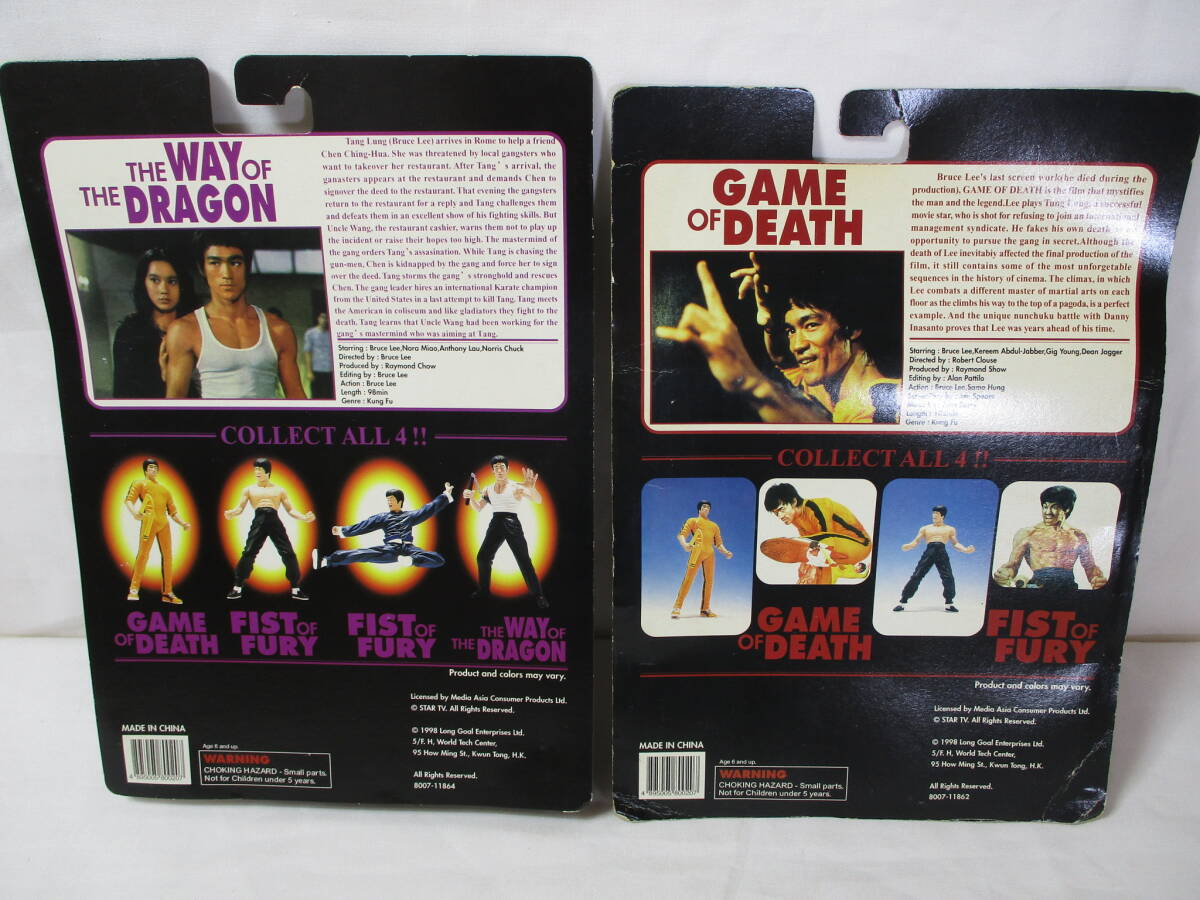 THE WAY OF
THE DRAGON
Tang Lung (Bruce Lee) arrives in Rome to help a friend
Chen Ching-Hua. She was threatened by local gangsters who
want to takeover her restaurant. After Tang's arrival, the
ganasters appears at the restaurant and demands Chen to
signover the deed to the restaurant. That evening the gangsters
return to the restaurant for a reply and Tang challenges them
and defeats them in an excellent show of his fighting skills. But
Uncle Wang, the restaurant cashier, warns them not to play up
the incident or raise their hopes too high. The mastermind of
the gang orders Tang's assasination. While Tang is chasing the
gun-men, Chen is kidnapped by the gang and force her to sign
over the deed. Tang storms the gang's stronghold and rescues
Chen. The gang leader hires an international Karate champion
from the United States in a last attempt to kill Tang. Tang meets
the American in coliseum and like gladiators they fight to the
death. Tang learns that Uncle Wang had been working for the
gang's mastermind who was aiming at Tang.
Starring : Bruce Lee,Nora Miao,Anthony Lau,Norris Chuck
Directed by : Bruce Lee
Produced by : Raymond Chow
Editing by : Bruce Lee
Action : Bruce Lee
Length : 98min
Genre : Kung Fu
COLLECT ALL 4 !!
GAME
OF DEATH
FIST OF
FURY
FIST OF
FURY
THE WAY OF
THE DRAGON
Product and colors may vary.
Licensed by Media Asia Consumer Products Ltd.
© STAR TV. All Rights Reserved.
MADE IN CHINA
© 1998 Long Goal Enterprises Ltd.
5/F. H, World Tech Center,
95 How Ming St., Kwun Tong, H.K.
Age 6 and up.
WARNING
CHOKING HAZARD - Small parts.
Not for Children under 5 years.
4 895005 800207
All Rights Reserved.
8007-11864
GAME
OF DEATH
Bruce Lee's last screen work(he died during the
production), GAME OF DEATH is the film that mystifies
the man and the legend.Lee plays Tung Lung, a successful
movie star, who is shot for refusing to join an international
management syndicate. He fakes his own death as an
opportunity to pursue the gang in secret.Although the
death of Lee inevitably affected the final production of the
film, it still contains some of the most unforgetable
sequences in the history of cinema. The climax, in which
Lee combats a different master of martial arts on each
floor as the climbs his way to the top of a pagoda, is a perfect
example. And the unique nunchuku battle with Danny
Inasanto proves that Lee was years ahead of his time.
Starring : Bruce Lee,Kereem Abdul-Jabber,Gig Young,Dean Jagger
Directed by : Robert Clouse
Produced by : Raymond Show
Editing by : Alan Pattilo
Action : Bruce Lee.Samo Hung
Spears
Length :
Genre : Kung Fu
COLLECT ALL 4 !!
GAME
OF DEATH
FIST OF
FURY
Product and colors may vary.
Licensed by Media Asia Consumer Products Ltd.
© STAR TV. All Rights Reserved.
MADE IN CHINA
© 1998 Long Goal Enterprises Ltd.
5/F. H, World Tech Center,
95 How Ming St., Kwun Tong, H.K.
Age 6 and up.
WARNING
CHOKING HAZARD - Small parts.
Not for Children under 5 years.
All Rights Reserved.
8007-11862